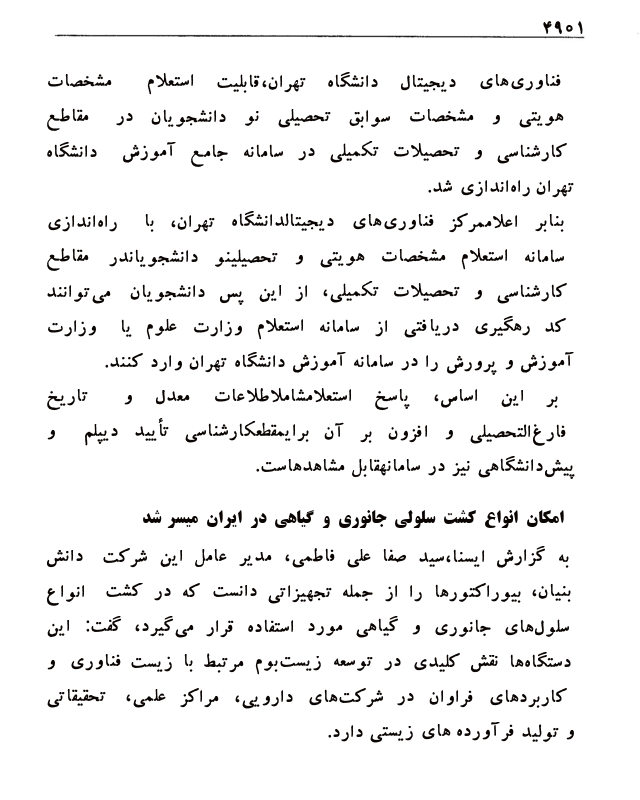 ۴۹۰۱
فناوری‌های دیجیتال دانشگاه تهران،قابلیت استعلام مشخصات
هویتی و مشخصات سوابق تحصیلی نو دانشجویان در مقاطع
کارشناسی و تحصیلات تکمیلی در سامانه جامع آموزش دانشگاه
تهران راه‌اندازی شد.
بنابر اعلاممرکز فناوری‌های دیجیتالدانشگاه تهران، با راه‌اندازی
سامانه استعلام مشخصات هویتی و تحصیلینو دانشجویاندر مقاطع
کارشناسی و تحصیلات تکمیلی، از این پس دانشجویان می‌توانند
کد رهگیری دریافتی از سامانه استعلام وزارت علوم یا وزارت
آموزش و پرورش را در سامانه آموزش دانشگاه تهران وارد کنند.
بر این اساس، پاسخ استعلامشاملاطلاعات معدل و تاریخ
فارغ‌التحصیلی و افزون بر آن برایمقطعکارشناسی تأیید دیپلم و
پیش‌دانشگاهی نیز در سامانهقابل مشاهدهاست.
امکان انواع کشت سلولی جانوری و گیاهی در ایران میسر شد
به گزارش ایسنا،سید صفا علی فاطمی، مدیر عامل این شرکت دانش
بنیان، بیوراکتورها را از جمله تجهیزاتی دانست که در کشت انواع
سلول‌های جانوری و گیاهی مورد استفاده قرار می‌گیرد، گفت: این
دستگاه‌ها نقش کلیدی در توسعه زیست‌بوم مرتبط با زیست فناوری و
کاربردهای فراوان در شرکت‌های دارویی، مراکز علمی، تحقیقاتی
و تولید فرآورده های زیستی دارد.